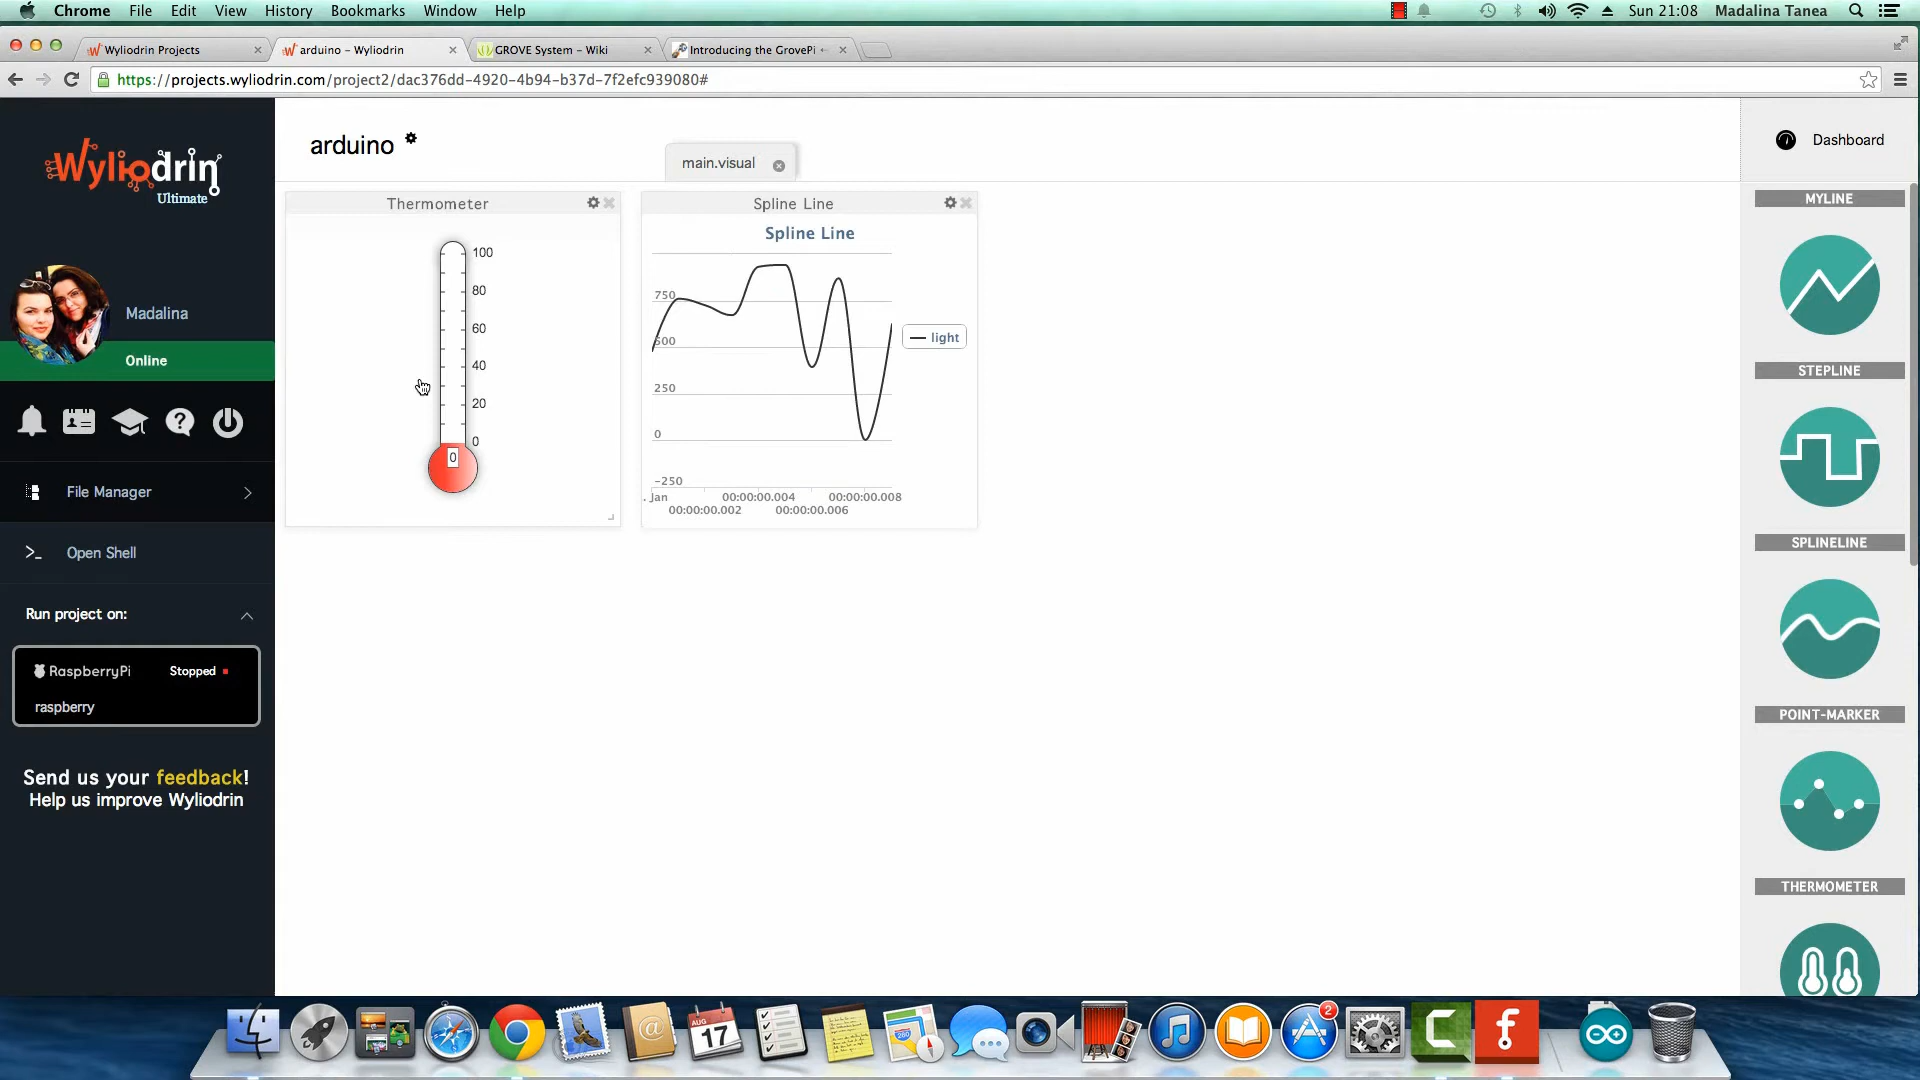 Chrome File Edit View History Bookmarks Window Help Sun 21:08 Madalina Tanea
Wyliodrin Projects arduino – Wyliodrin GROVE System - Wiki Introducing the GrovePi
https://projects.wyliodrin.com/project2/dac376dd-4920-4b94-b37d-7f2efc939080#
Wyliodrin
Ultimate
Madalina
Online
File Manager
>_ Open Shell
Run project on:
RaspberryPi Stopped
raspberry
Send us your feedback!
Help us improve Wyliodrin
arduino
main.visual
Thermometer
100
80
60
40
20
0
0
Spline Line
Spline Line
750
500
250
0
-250
. Jan 00:00:00.004 00:00:00.008
00:00:00.002 00:00:00.006
light
Dashboard
MYLINE
STEPLINE
SPLINELINE
POINT-MARKER
THERMOMETER
AUG
17
2